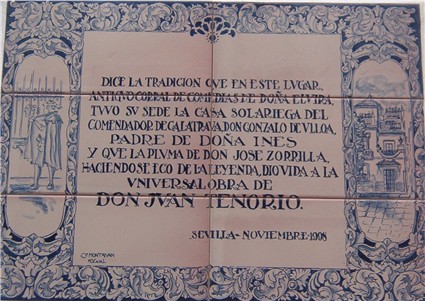 DICE LA TRADICION QVE EN ESTE LVGAR,
ANTIGVO CORRAL DE COMEDIAS DE DOÑA ELVIRA,
TVVO SV SEDE LA CASA SOLARIEGA DEL
COMENDADOR DE CALATRAVA DON GONZALO DE VLLOA,
PADRE DE DOÑA INES
Y QVE LA PLVMA DE DON JOSE ZORRILLA,
HACIENDOSE ECO DE LA LEYENDA, DIO VIDA A LA
VNIVERSAL OBRA DE
DON JVAN TENORIO.
SEVILLA-NOVIEMBRE-1998
MONTALVAN